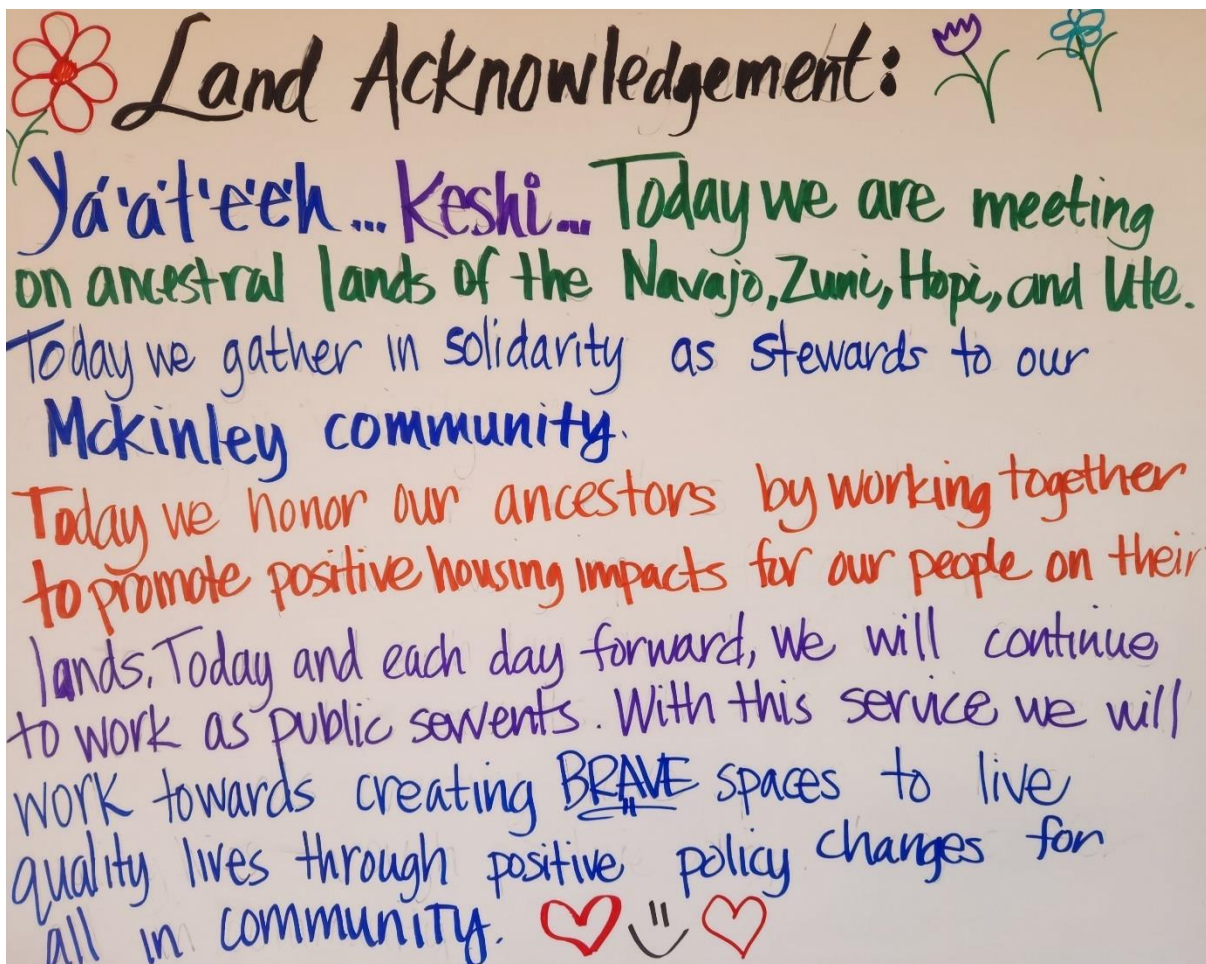 Land Acknowledgement:
Yá'át'ééh... Keshi... Today we are meeting
on ancestral lands of the Navajo, Zuni, Hopi, and Ute.
Today we gather in solidarity as stewards to our
Mckinley community.
Today we honor our ancestors by working together
to promote positive housing impacts for our people on their
lands. Today and each day forward, we will continue
to work as public servents. With this service we will
work towards creating BRAVE spaces to live
quality lives through positive policy changes for
all in community.